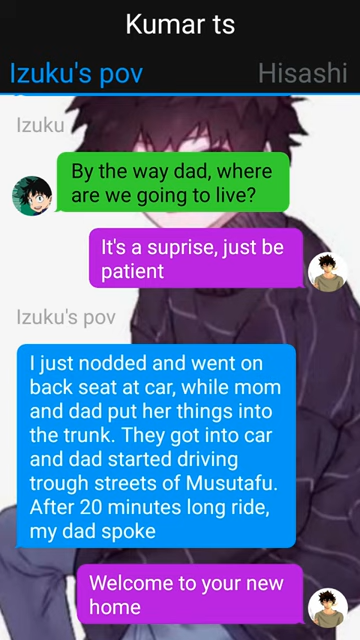 Kumar ts
Izuku's pov
Hisashi
Izuku
By the way dad, where
are we going to live?
It's a suprise, just be
patient
Izuku's pov
I just nodded and went on
back seat at car, while mom
and dad put her things into
the trunk. They got into car
and dad started driving
trough streets of Musutafu.
After 20 minutes long ride,
my dad spoke
Welcome to your new
home